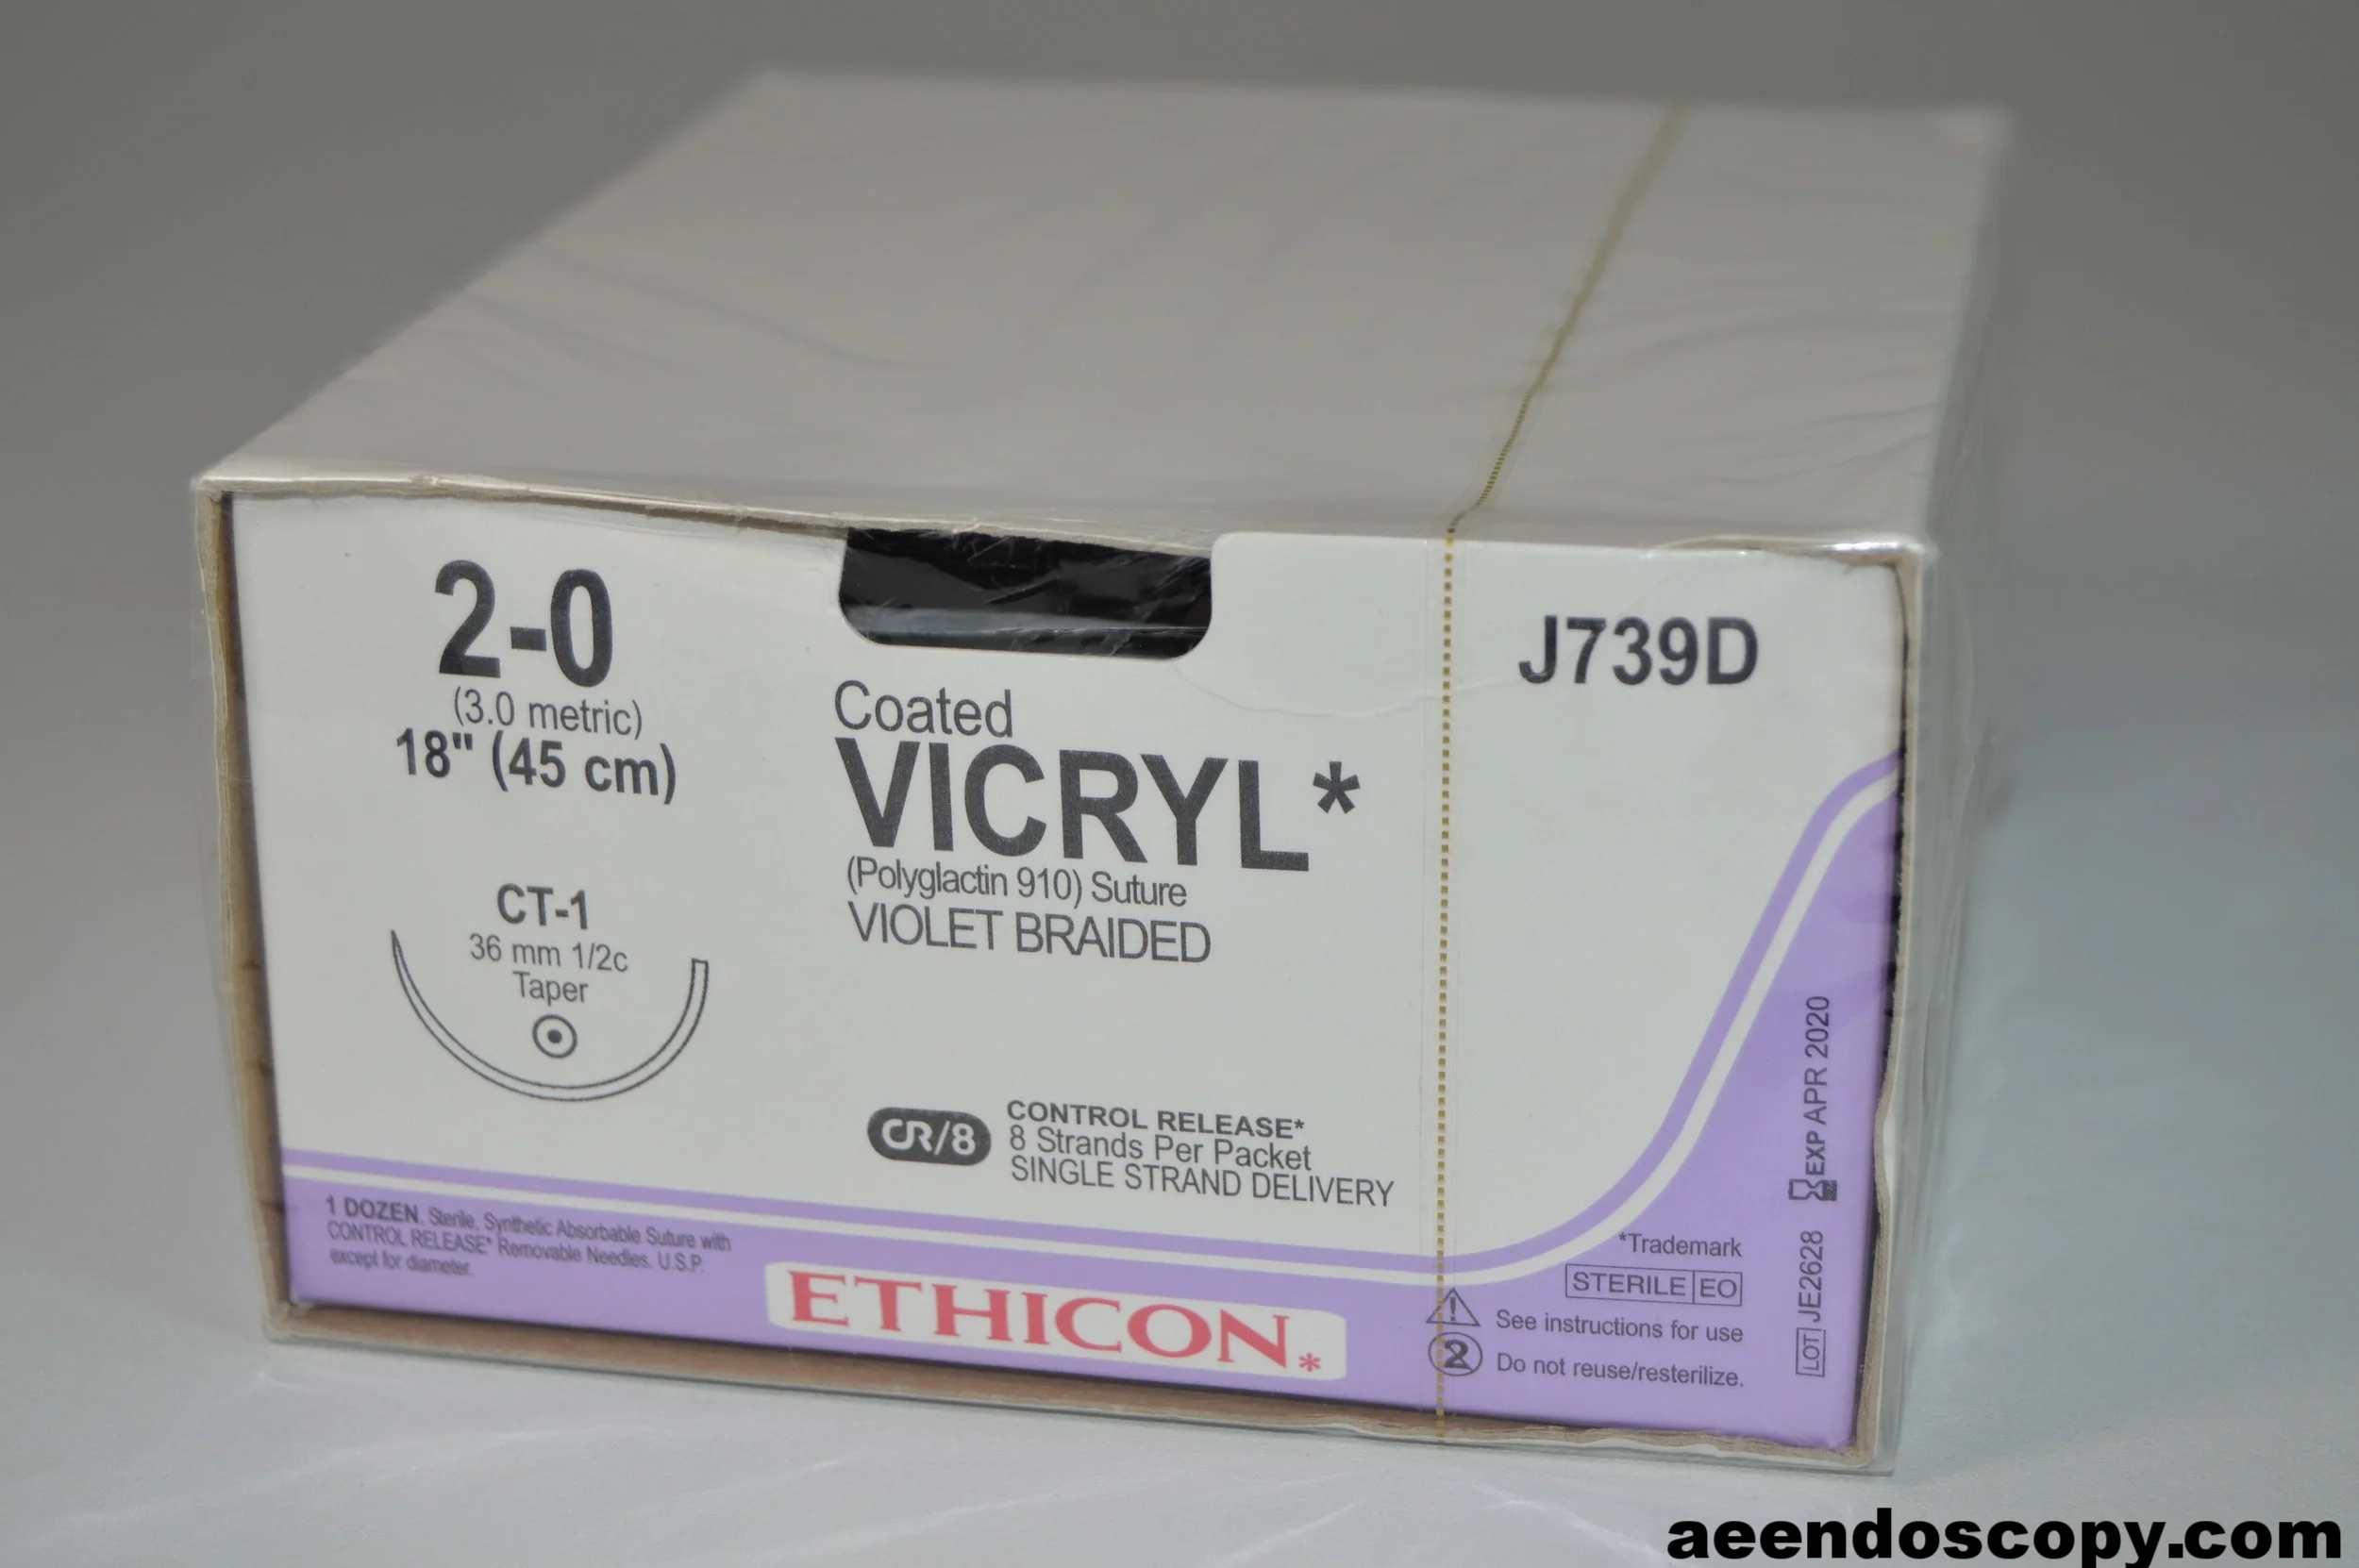 2-0
(3.0 metric)
18" (45 cm)
CT-1
36 mm 1/2c
Taper
Coated
VICRYL*
(Polyglactin 910) Suture
VIOLET BRAIDED
J739D
CR/8
CONTROL RELEASE*
8 Strands Per Packet
SINGLE STRAND DELIVERY
1 DOZEN, Sterile, Synthetic Absorbable Suture with
CONTROL RELEASE* Removable Needles. U.S.P.
except for diameter.
ETHICON*
*Trademark
STERILE EO
See instructions for use
2 Do not reuse/resterilize.
EXP APR 2020
LOT JE2628
aeendoscopy.com